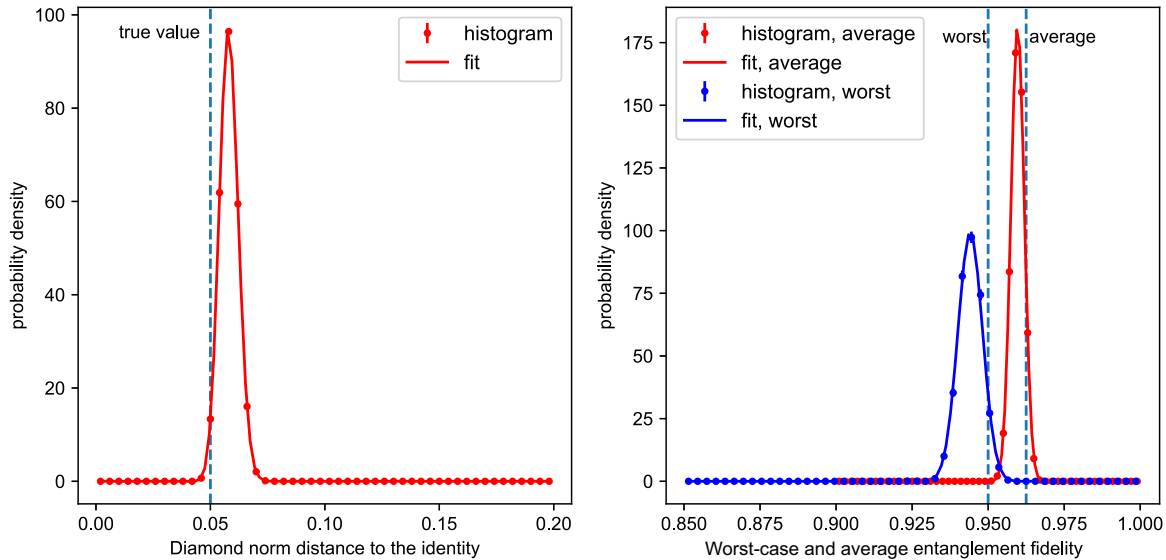 100
80
60
40
20
0
probability density
true value
histogram
fit
0.00
0.05
0.10
0.15
0.20
Diamond norm distance to the identity
175
150
125
100
75
50
25
0
probability density
histogram, average
fit, average
histogram, worst
fit, worst
worst
average
0.850
0.875
0.900
0.925
0.950
0.975
1.000
Worst-case and average entanglement fidelity